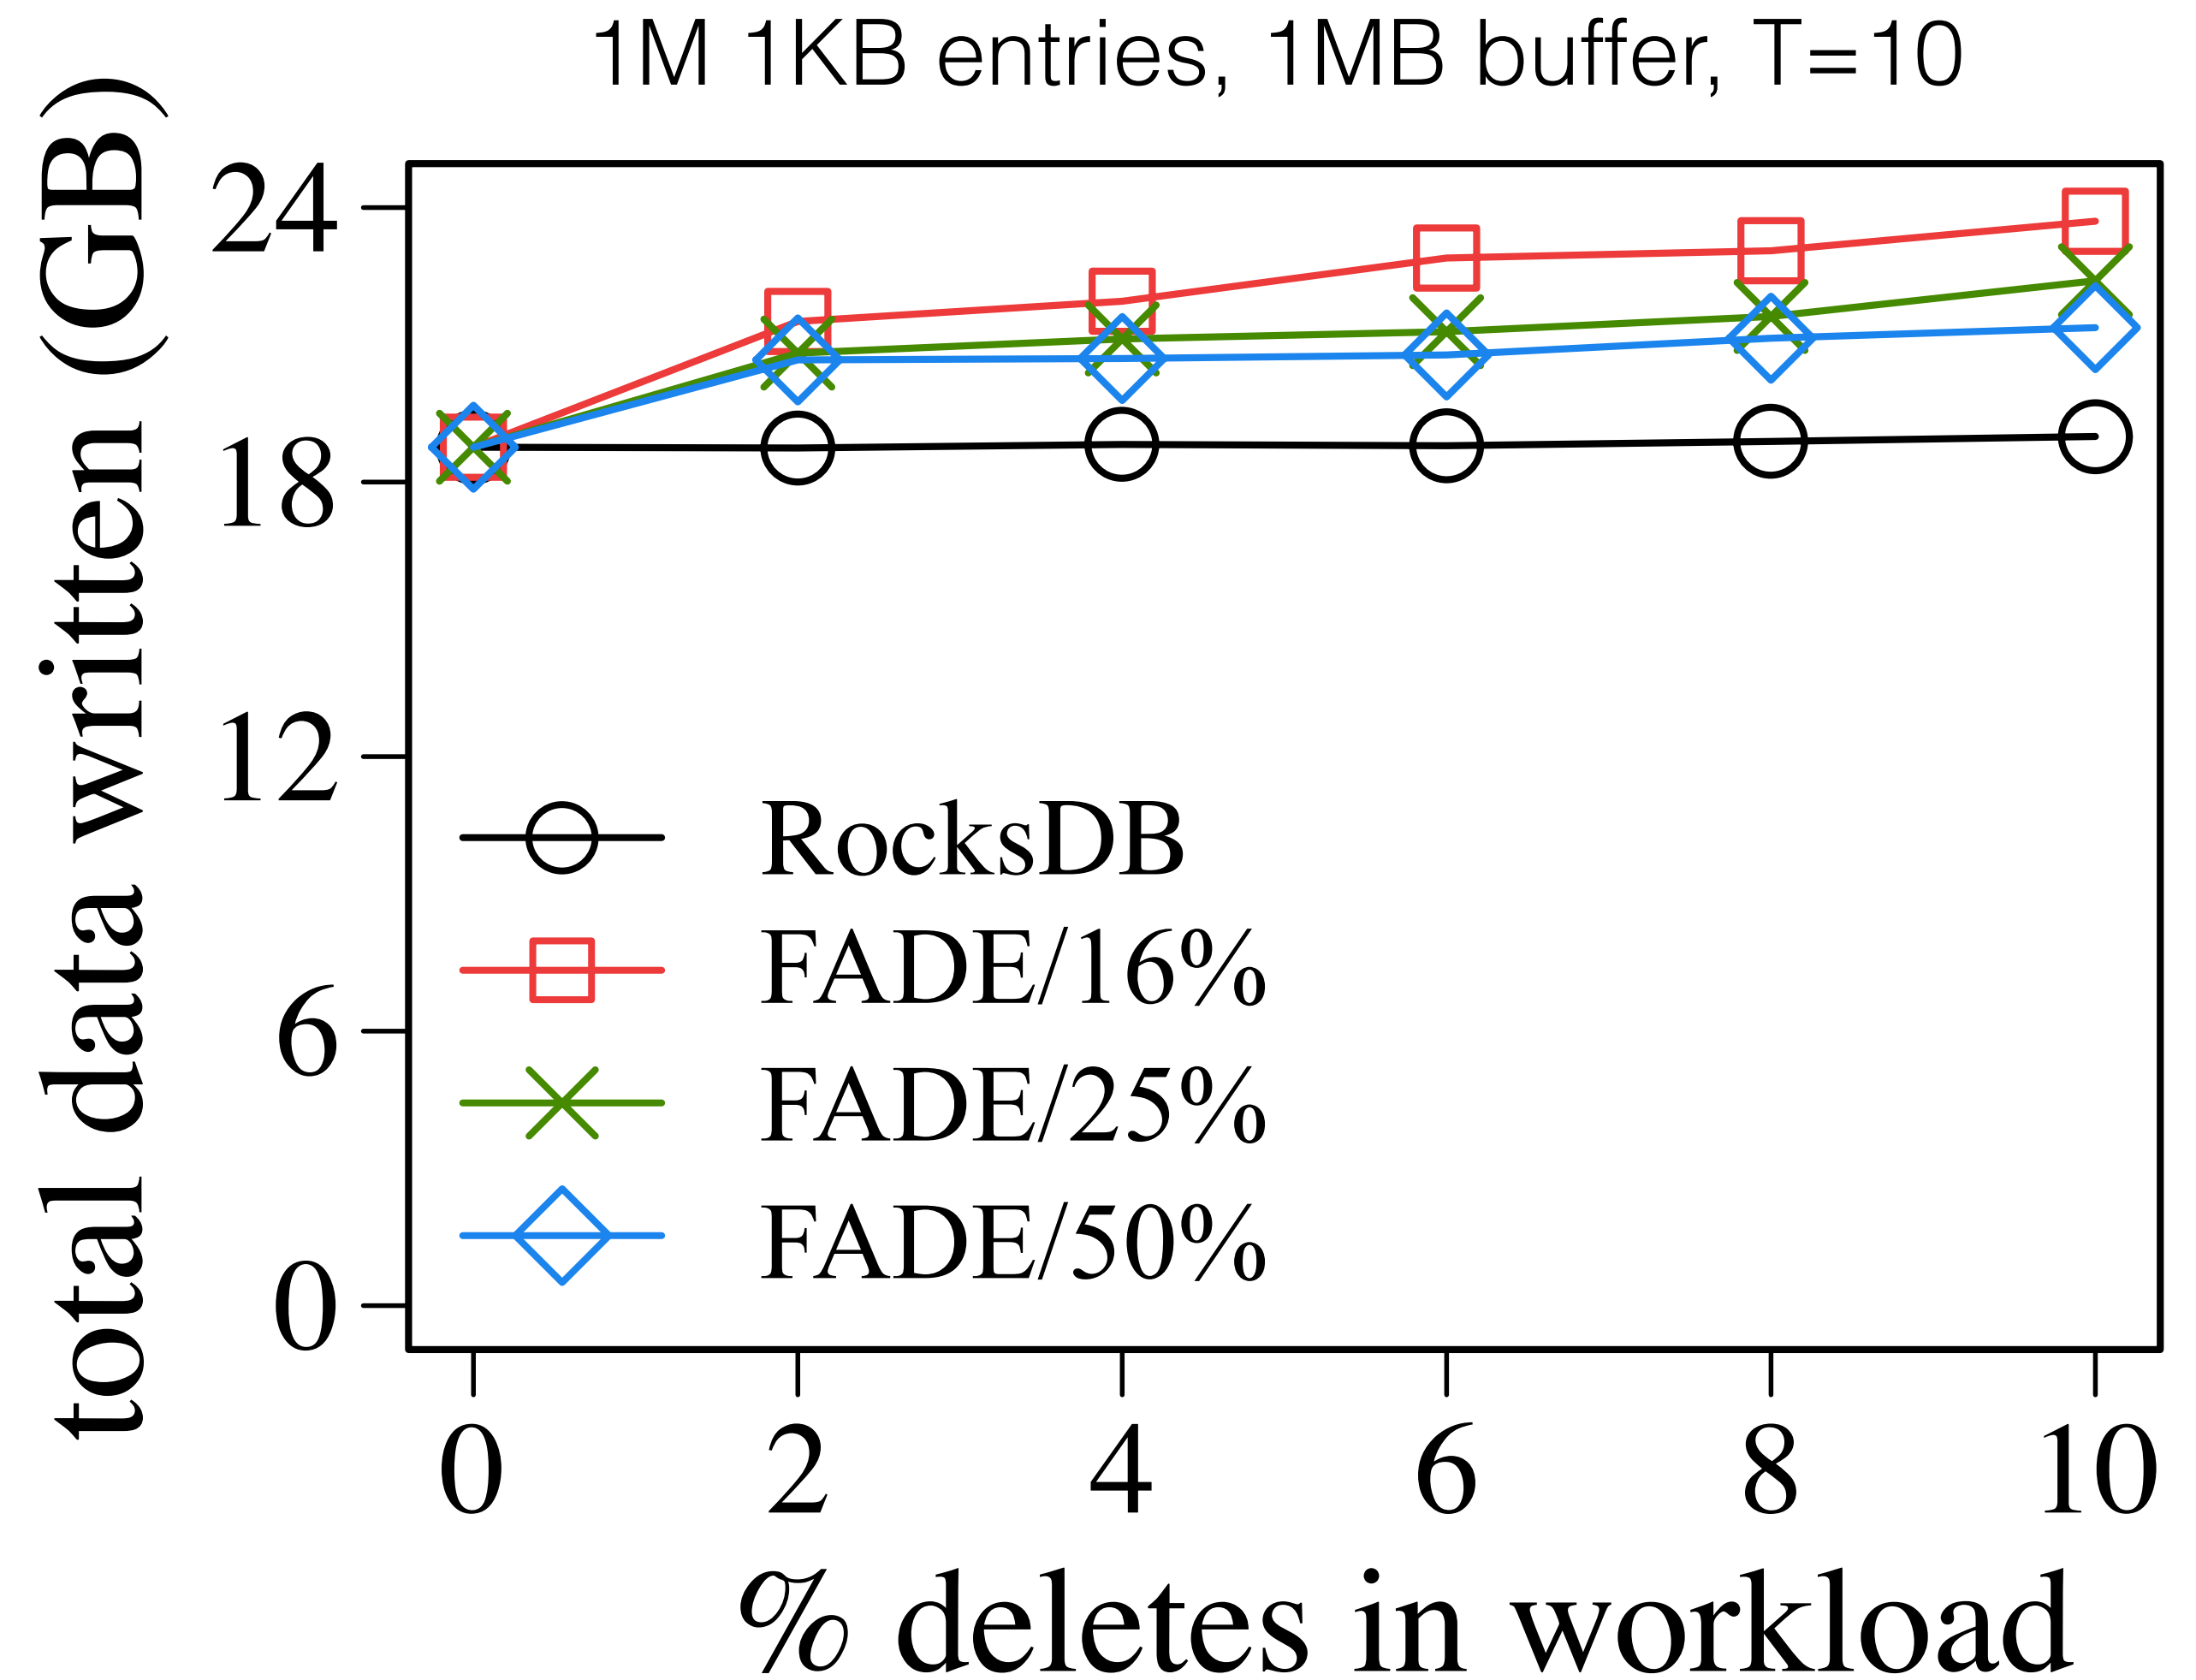 1M 1KB entries, 1MB buffer, T=10
total data written (GB)
24
18
12
6
0
RocksDB
FADE/16%
FADE/25%
FADE/50%
0 2 4 6 8 10
% deletes in workload